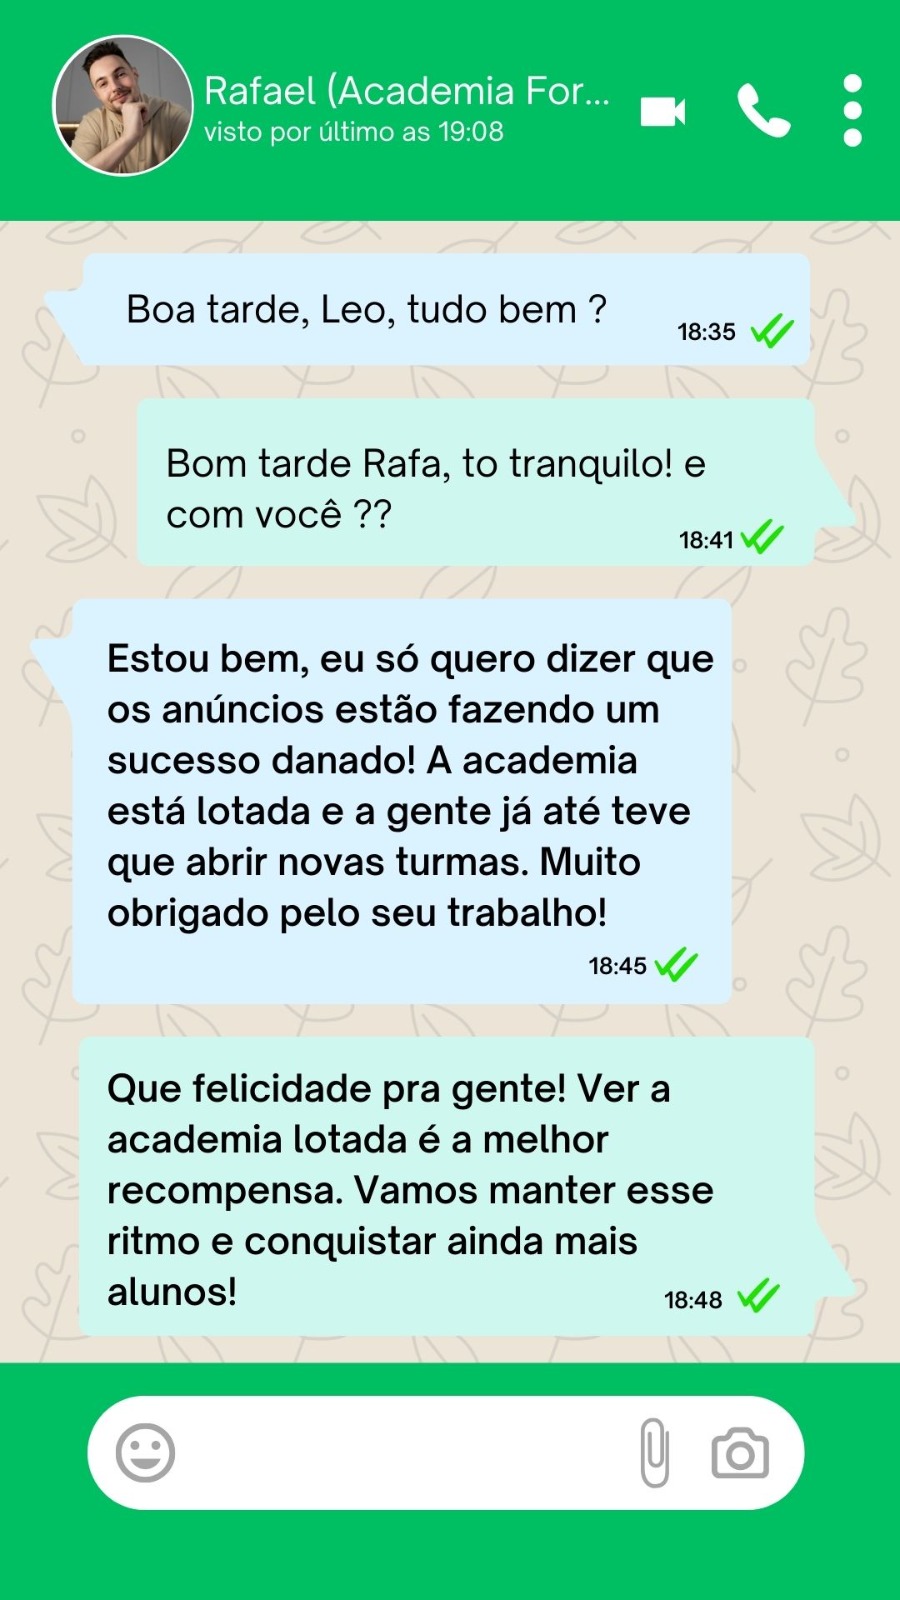 Rafael (Academia For...
visto por último as 19:08
Boa tarde, Leo, tudo bem ?
18:35
Bom tarde Rafa, to tranquilo! e
com você ??
18:41
Estou bem, eu só quero dizer que
os anúncios estão fazendo um
sucesso danado! A academia
está lotada e a gente já até teve
que abrir novas turmas. Muito
obrigado pelo seu trabalho!
18:45
Que felicidade pra gente! Ver a
academia lotada é a melhor
recompensa. Vamos manter esse
ritmo e conquistar ainda mais
alunos!
18:48